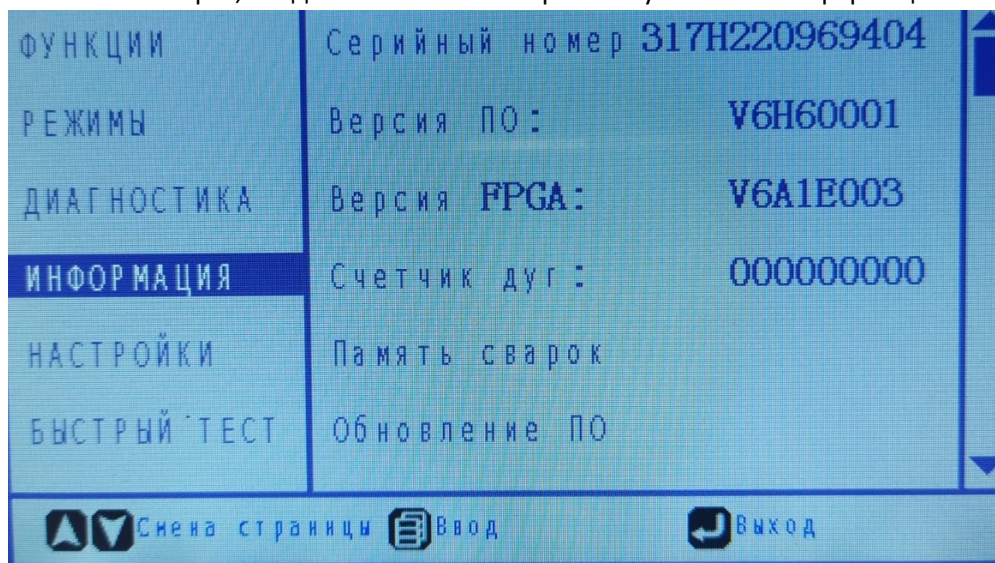 ФУНКЦИИ
РЕЖИМЫ
ДИАГНОСТИКА
ИНФОРМАЦИЯ
НАСТРОЙКИ
БЫСТРЫЙ ТЕСТ
Серийный номер 317H220969404
Версия ПО: V6H60001
Версия FPGA: V6A1E003
Счетчик дуг: 000000000
Память сварок
Обновление ПО
Смена страницы Ввод Выход